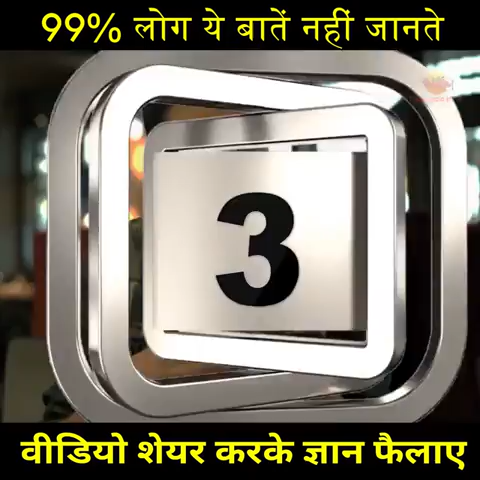 99% लोग ये बातें नहीं जानते
3
वीडियो शेयर करके ज्ञान फैलाए